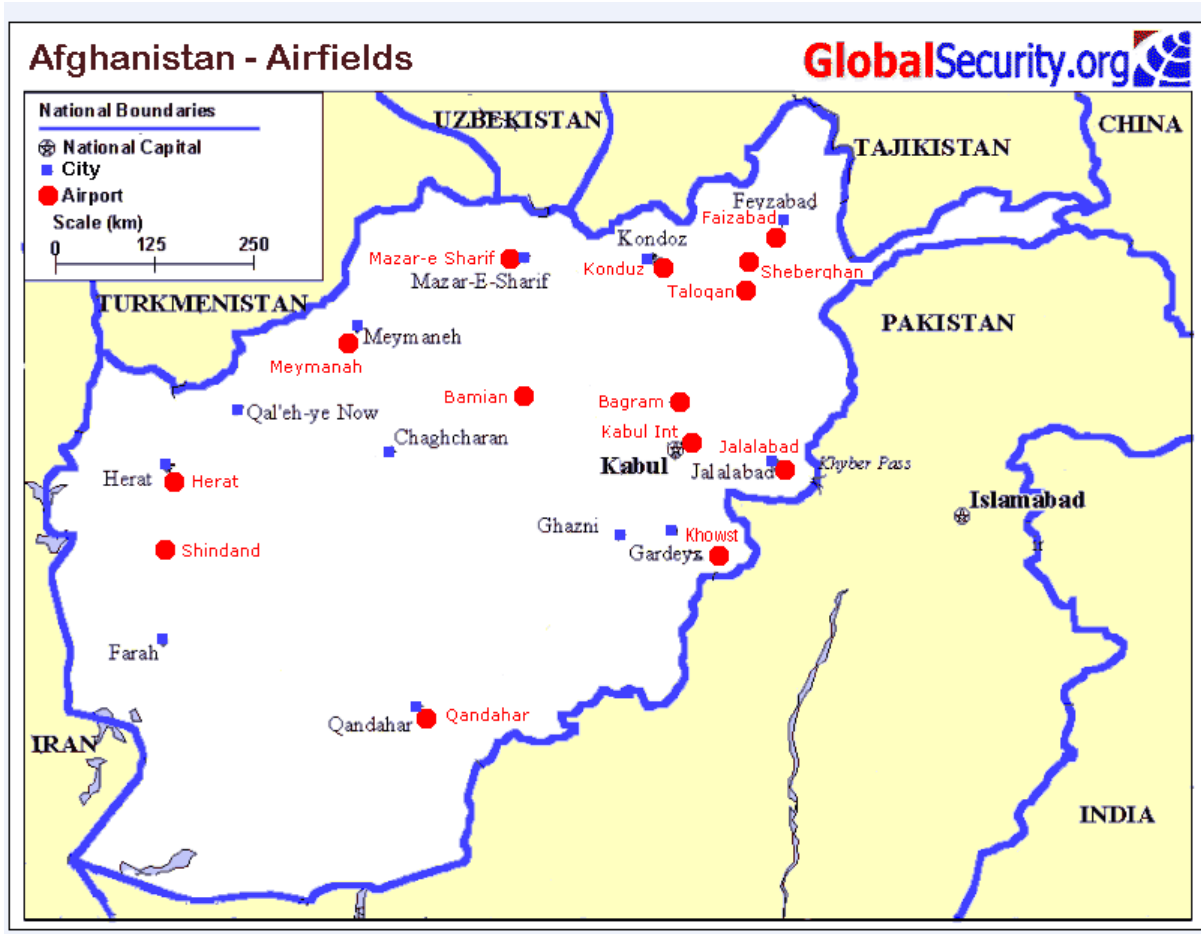 Afghanistan - Airfields
GlobalSecurity.org
National Boundaries
National Capital
City
Airport
Scale (km)
0 125 250
UZBEKISTAN
CHINA
TAJIKISTAN
Feyzabad
Faizabad
Kondoz
Mazar-e Sharif
Konduz
Sheberqhan
Mazar-E-Sharif
Taloqan
TURKMENISTAN
PAKISTAN
Meymaneh
Meymanah
Bamian
Bagram
Qal'eh-ye Now
Chaghcharan
Kabul Int
Jalalabad
Kabul
Jalalabad
Khyber Pass
Herat
Herat
Islamabad
Ghazni
Khowst
Gardeyz
Shindand
Farah
Qandahar
Qandahar
IRAN
INDIA